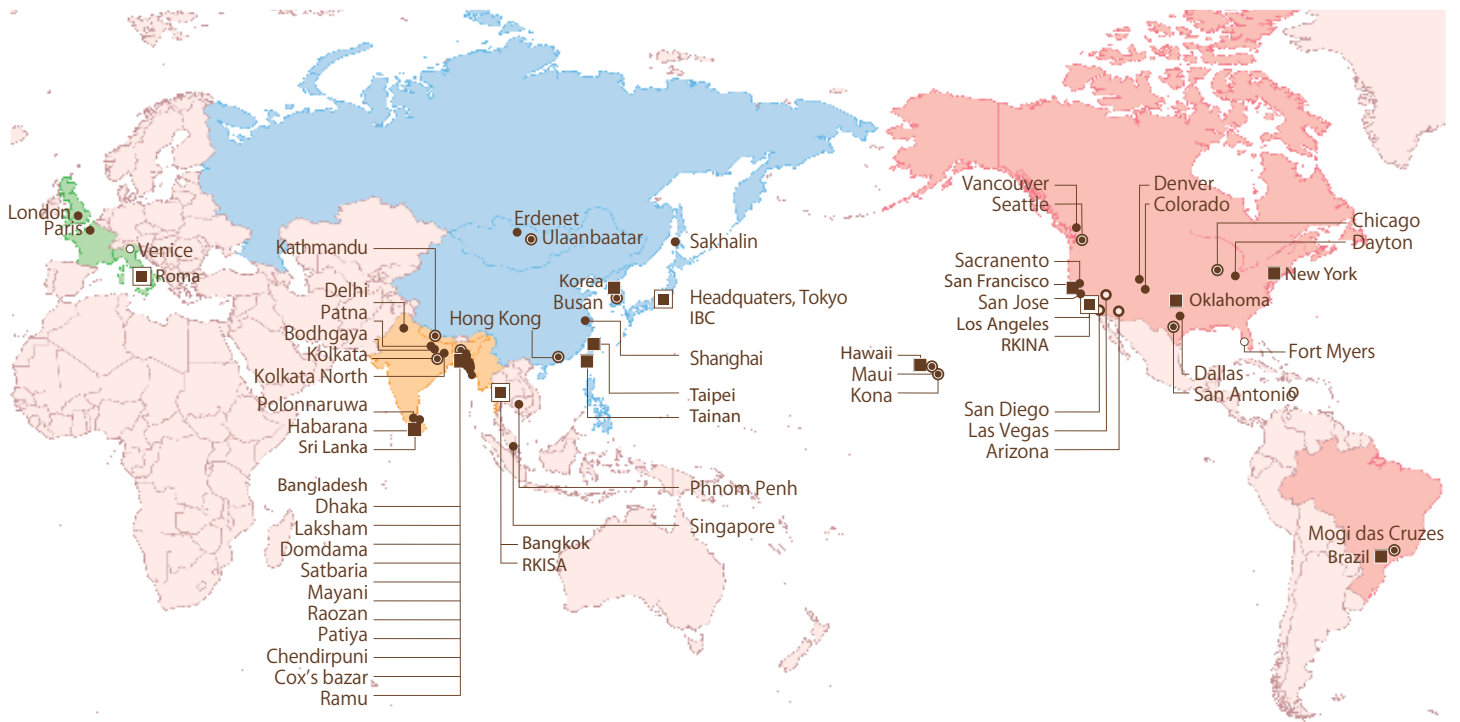 London
Paris
Venice
Roma
Kathmandu
Delhi
Patna
Bodhgaya
Kolkata
Kolkata North
Polonnaruwa
Habarana
Sri Lanka
Bangladesh
Dhaka
Laksham
Domdama
Satbaria
Mayani
Raozan
Patiya
Chendirpuni
Cox's bazar
Ramu
Erdenet
Ulaanbaatar
Sakhalin
Korea
Busan
Hong Kong
Headquaters, Tokyo
IBC
Shanghai
Taipei
Tainan
Phnom Penh
Singapore
Bangkok
RKISA
Hawaii
Maui
Kona
Vancouver
Seattle
Sacranento
San Francisco
San Jose
Los Angeles
RKINA
San Diego
Las Vegas
Arizona
Denver
Colorado
Chicago
Dayton
New York
Oklahoma
Fort Myers
Dallas
San Antonio
Mogi das Cruzes
Brazil